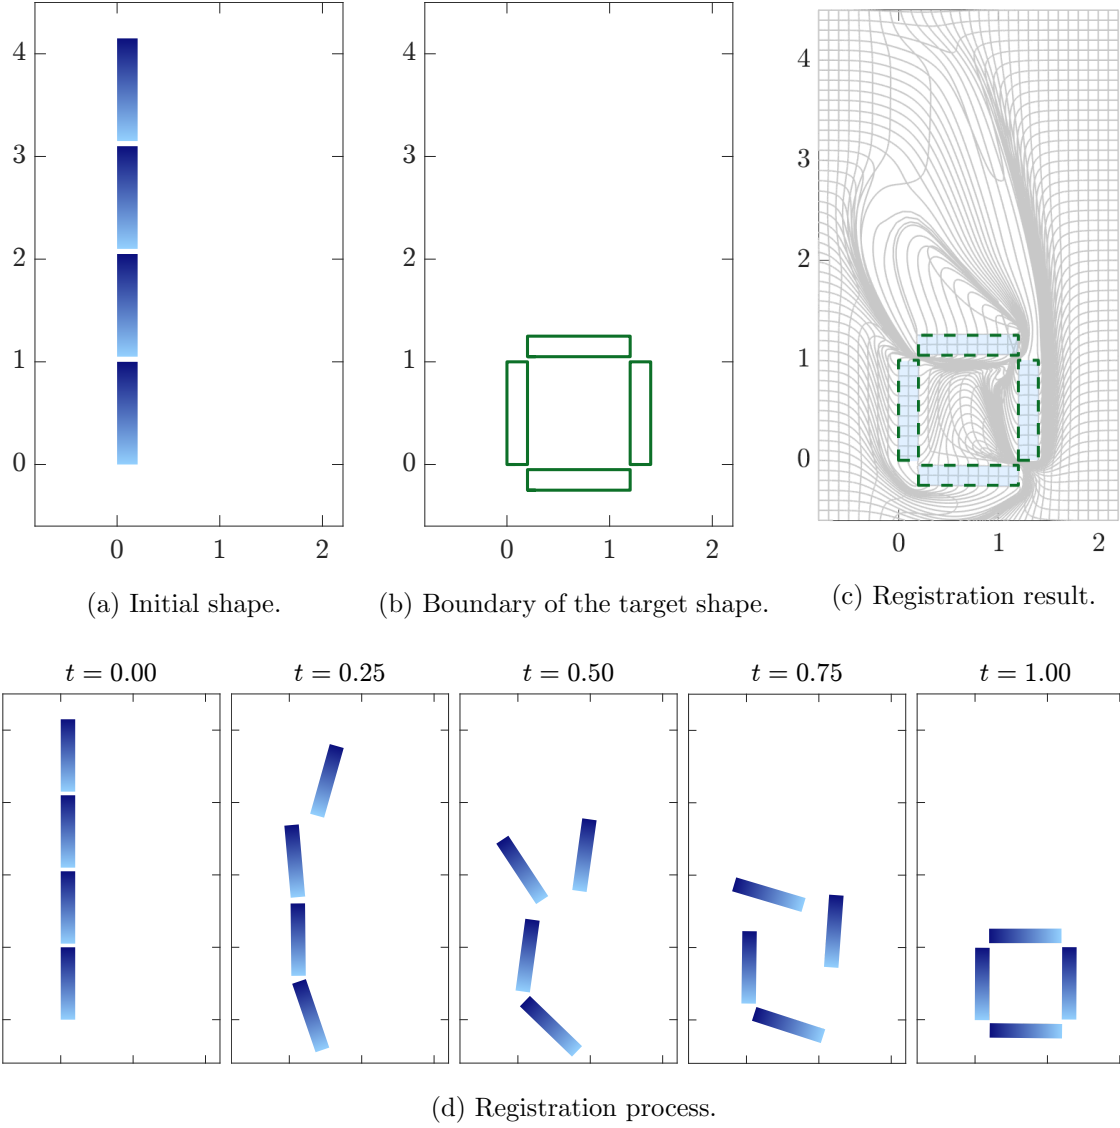 4
3
2
1
0
0 1 2
(a) Initial shape.
4
3
2
1
0
0 1 2
(b) Boundary of the target shape.
4
3
2
1
0
0 1 2
(c) Registration result.
t = 0.00
t = 0.25
t = 0.50
t = 0.75
t = 1.00
(d) Registration process.